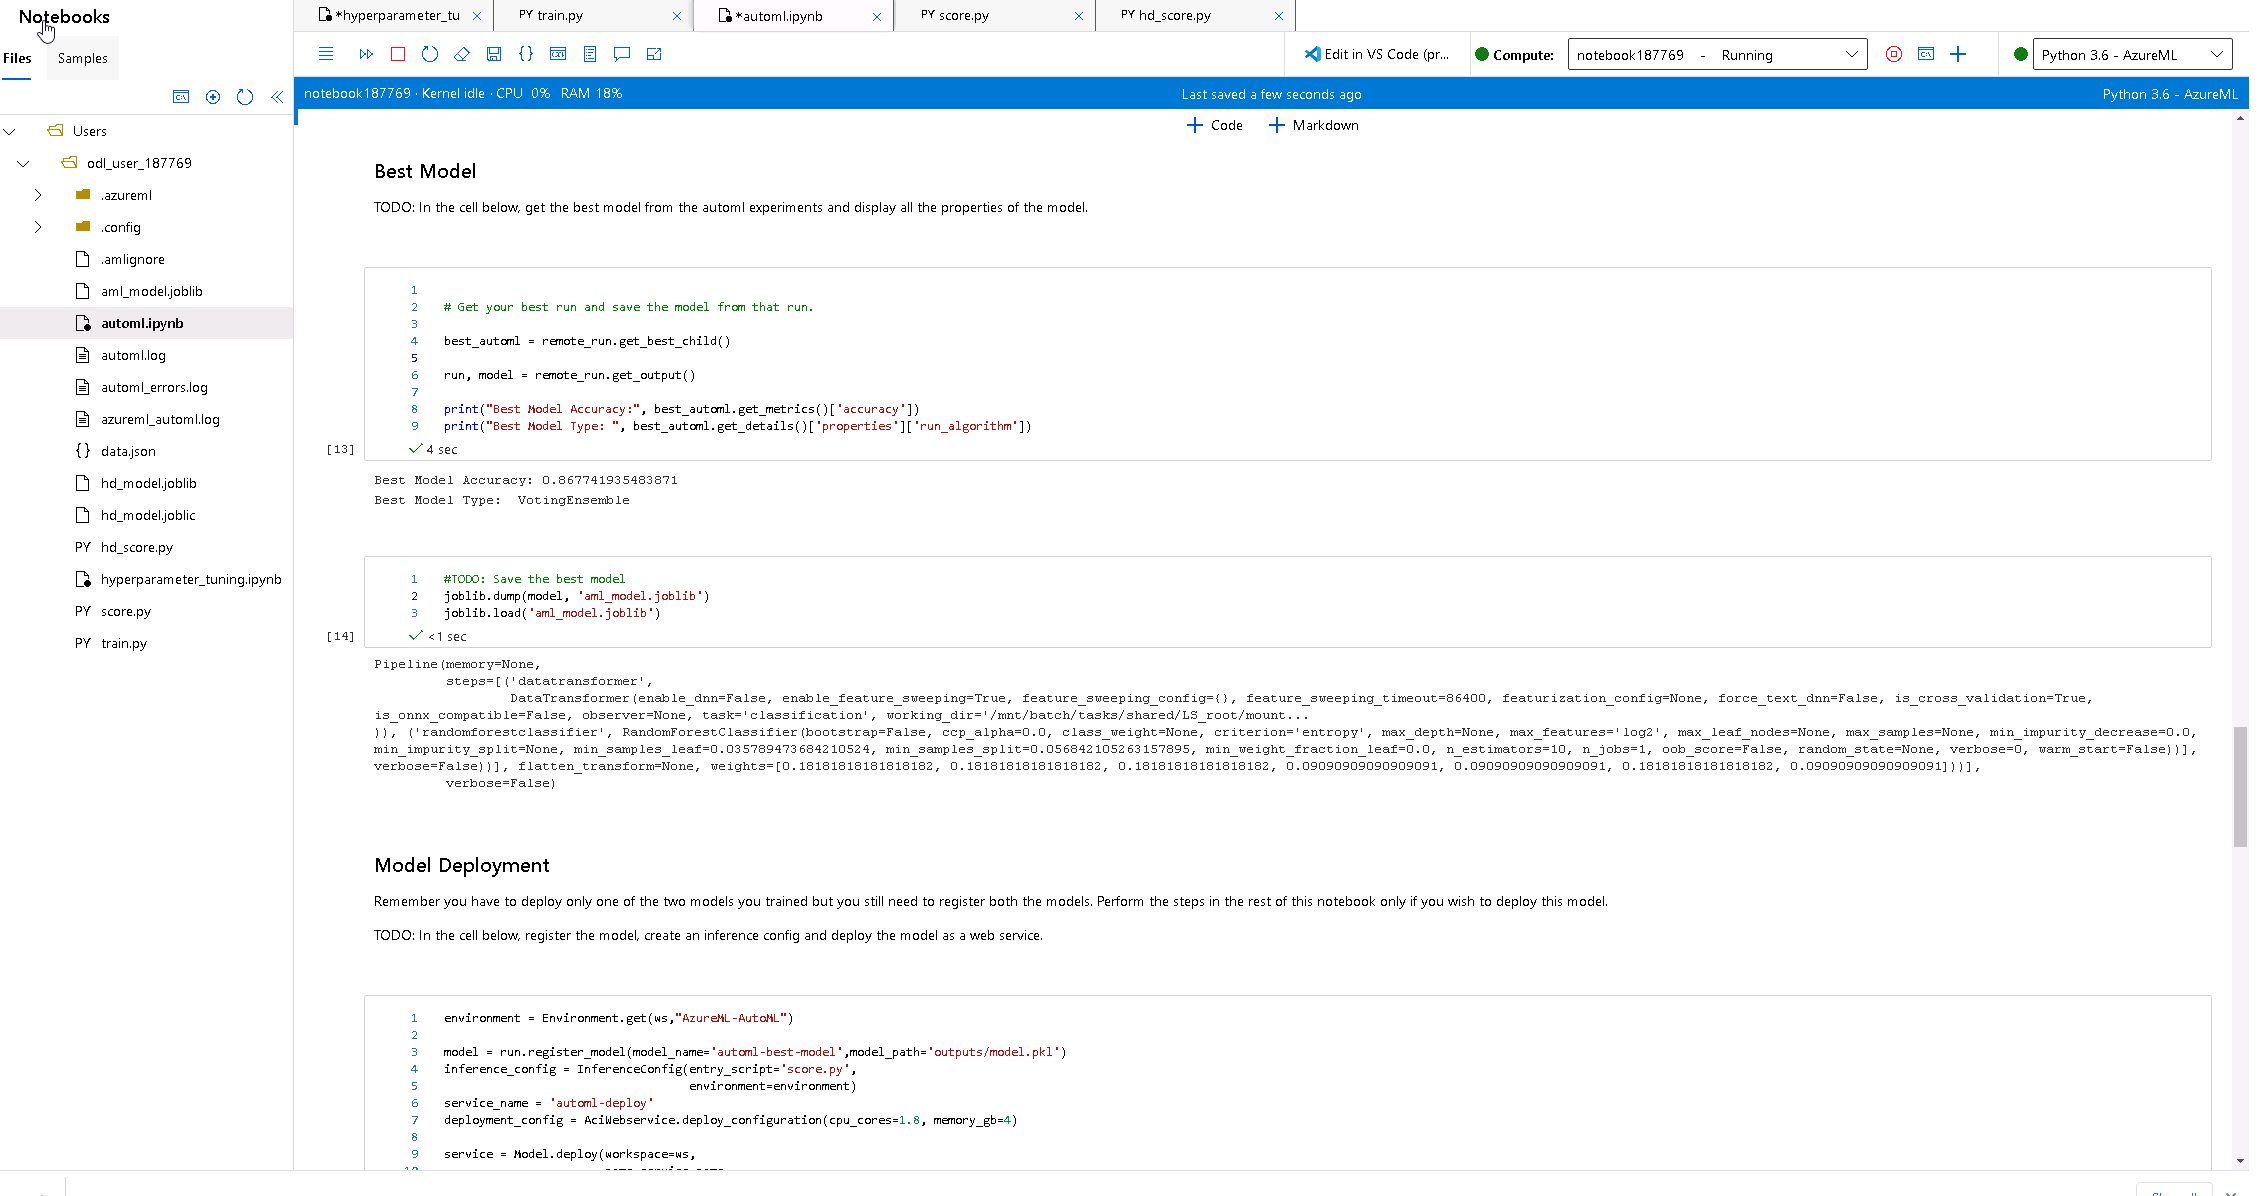 Notebooks
Files
Samples
Users
odl_user_187769
.azureml
.config
.amlignore
aml_model.joblib
automl.ipynb
automl.log
automl_errors.log
azureml_automl.log
{} data.json
hd_model.joblib
hd_model.joblic
PY hd_score.py
hyperparameter_tuning.ipynb
PY score.py
PY train.py
*hyperparameter_tu
PY train.py
*automl.ipynb
PY score.py
PY hd_score.py
Edit in VS Code (pr...
Compute:
notebook187769 - Running
Python 3.6 - AzureML
notebook187769 · Kernel idle · CPU 0% RAM 18%
Last saved a few seconds ago
Python 3.6 - AzureML
+ Code + Markdown
Best Model
TODO: In the cell below, get the best model from the automl experiments and display all the properties of the model.
1
2 # Get your best run and save the model from that run.
3
4 best_automl = remote_run.get_best_child()
5
6 run, model = remote_run.get_output()
7
8 print("Best Model Accuracy:", best_automl.get_metrics()['accuracy'])
9 print("Best Model Type: ", best_automl.get_details()['properties']['run_algorithm'])
[13] 4 sec
Best Model Accuracy: 0.867741935483871
Best Model Type:  VotingEnsemble
1 #TODO: Save the best model
2 joblib.dump(model, 'aml_model.joblib')
3 joblib.load('aml_model.joblib')
[14] <1 sec
Pipeline(memory=None,
steps=[('datatransformer',
DataTransformer(enable_dnn=False, enable_feature_sweeping=True, feature_sweeping_config={}, feature_sweeping_timeout=86400, featurization_config=None, force_text_dnn=False, is_cross_validation=True,
is_onnx_compatible=False, observer=None, task='classification', working_dir='/mnt/batch/tasks/shared/LS_root/mount...
)), ('randomforestclassifier', RandomForestClassifier(bootstrap=False, ccp_alpha=0.0, class_weight=None, criterion='entropy', max_depth=None, max_features='log2', max_leaf_nodes=None, max_samples=None, min_impurity_decrease=0.0,
min_impurity_split=None, min_samples_leaf=0.035789473684210524, min_samples_split=0.056842105263157895, min_weight_fraction_leaf=0.0, n_estimators=10, n_jobs=1, oob_score=False, random_state=None, verbose=0, warm_start=False))],
verbose=False))], flatten_transform=None, weights=[0.18181818181818182, 0.18181818181818182, 0.18181818181818182, 0.09090909090909091, 0.09090909090909091, 0.18181818181818182, 0.09090909090909091]))],
verbose=False)
Model Deployment
Remember you have to deploy only one of the two models you trained but you still need to register both the models. Perform the steps in the rest of this notebook only if you wish to deploy this model.
TODO: In the cell below, register the model, create an inference config and deploy the model as a web service.
1 environment = Environment.get(ws,"AzureML-AutoML")
2
3 model = run.register_model(model_name='automl-best-model',model_path='outputs/model.pkl')
4 inference_config = InferenceConfig(entry_script='score.py',
5 environment=environment)
6 service_name = 'automl-deploy'
7 deployment_config = AciWebservice.deploy_configuration(cpu_cores=1.8, memory_gb=4)
8
9 service = Model.deploy(workspace=ws,